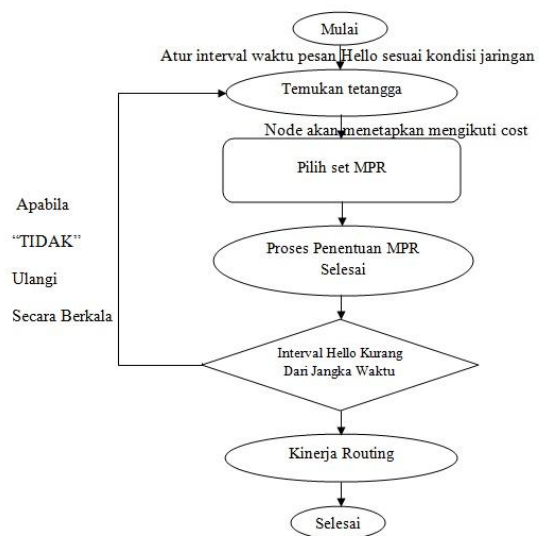 Mulai
Atur interval waktu pesan Hello sesuai kondisi jaringan
Temukan tetangga
Node akan menetapkan mengikuti cost
Pilih set MPR
Apabila
“TIDAK”
Ulangi
Secara Berkala
Proses Penentuan MPR
Selesai
Interval Hello Kurang
Dari Jangka Waktu
Kinerja Routing
Selesai